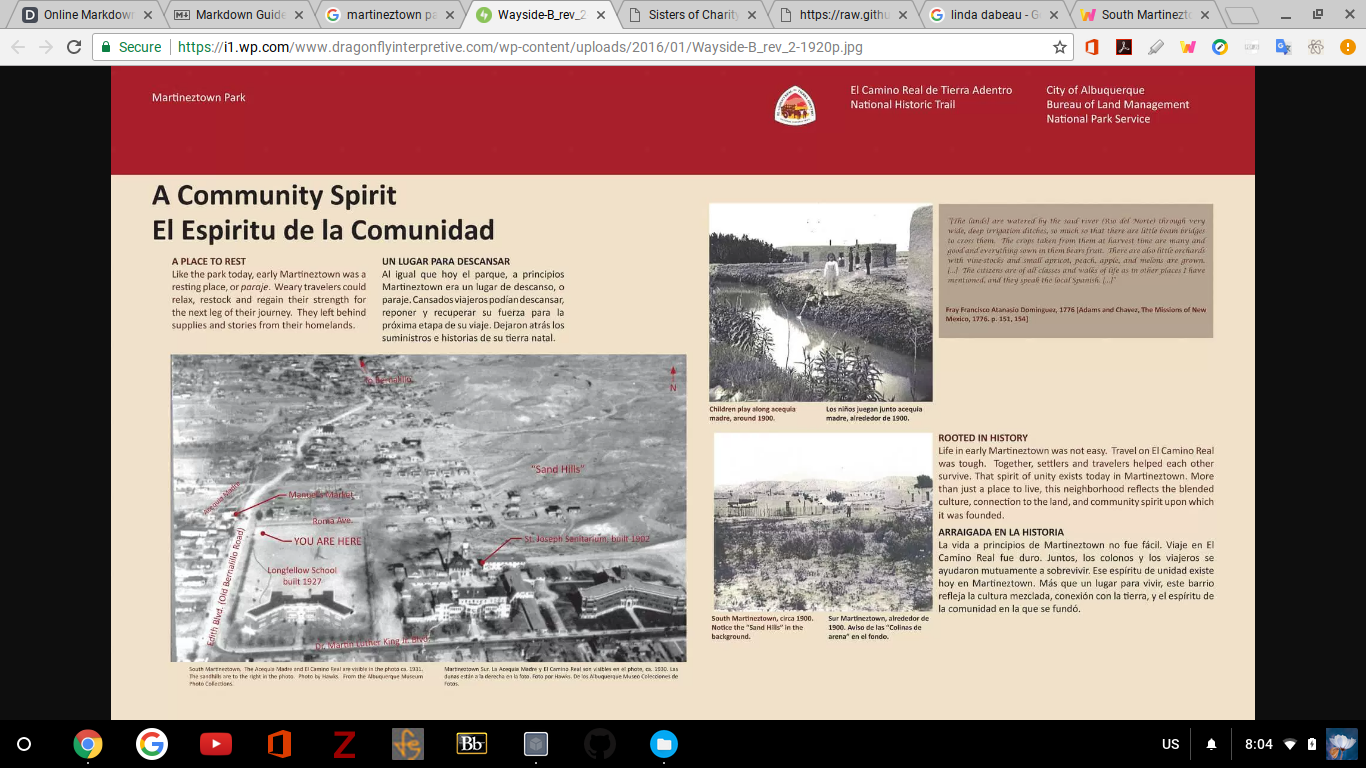 Online Markdown
Markdown Guide
martineztown pa
Wayside-B_rev_2
Sisters of Charity
https://raw.githu
linda dabeau - G
South Martinezt
Secure
https://i1.wp.com/www.dragonflyinterpretive.com/wp-content/uploads/2016/01/Wayside-B_rev_2-1920p.jpg
Martineztown Park
El Camino Real de Tierra Adentro
National Historic Trail
City of Albuquerque
Bureau of Land Management
National Park Service
A Community Spirit
El Espiritu de la Comunidad
A PLACE TO REST
Like the park today, early Martineztown was a
resting place, or paraje. Weary travelers could
relax, restock and regain their strength for
the next leg of their journey. They left behind
supplies and stories from their homelands.
UN LUGAR PARA DESCANSAR
Al igual que hoy el parque, a principios
Martineztown era un lugar de descanso, o
paraje. Cansados viajeros podían descansar,
reponer y recuperar su fuerza para la
próxima etapa de su viaje. Dejaron atrás los
suministros e historias de su tierra natal.
To Bernalillo
N
"Sand Hills"
Acequia Madre
Manuel's Market
Roma Ave.
YOU ARE HERE
St. Joseph Sanitarium, built 1902
Longfellow School
built 1927
Edith Blvd. (Old Bernalillo Road)
Dr. Martin Luther King Jr. Blvd.
South Martineztown. The Acequia Madre and El Camino Real are visible in the photo ca. 1931.
The sandhills are to the right in the photo. Photo by Hawks. From the Albuquerque Museum
Photo Collections.
Martineztown Sur. La Acequia Madre y El Camino Real son visibles en el photo, ca. 1930. Las
dunas están a la derecha en la foto. Foto por Hawks. De los Albuquerque Museo Colecciones de
Fotos.
Children play along acequia
madre, around 1900.
Los niños juegan junto acequia
madre, alrededor de 1900.
"[The lands] are watered by the said river (Rio del Norte) through very
wide, deep irrigation ditches, so much so that there are little beam bridges
to cross them. The crops taken from them at harvest time are many and
good and everything sown in them bears fruit. There are also little orchards
with vinestocks and small apricot, peach, apple, and melons are grown.
[...] The citizens are of all classes and walks of life as in other places I have
mentioned, and they speak the local Spanish. [...]"
Fray Francisco Atanasio Dominguez, 1776 [Adams and Chavez, The Missions of New
Mexico, 1776. p. 151, 154]
South Martineztown, circa 1900.
Notice the "Sand Hills" in the
background.
Sur Martineztown, alrededor de
1900. Aviso de las "Colinas de
arena" en el fondo.
ROOTED IN HISTORY
Life in early Martineztown was not easy. Travel on El Camino Real
was tough. Together, settlers and travelers helped each other
survive. That spirit of unity exists today in Martineztown. More
than just a place to live, this neighborhood reflects the blended
culture, connection to the land, and community spirit upon which
it was founded.
ARRAIGADA EN LA HISTORIA
La vida a principios de Martineztown no fue fácil. Viaje en El
Camino Real fue duro. Juntos, los colonos y los viajeros se
ayudaron mutuamente a sobrevivir. Ese espíritu de unidad existe
hoy en Martineztown. Más que un lugar para vivir, este barrio
refleja la cultura mezclada, conexión con la tierra, y el espíritu de
la comunidad en la que se fundó.
Bb
US
8:04